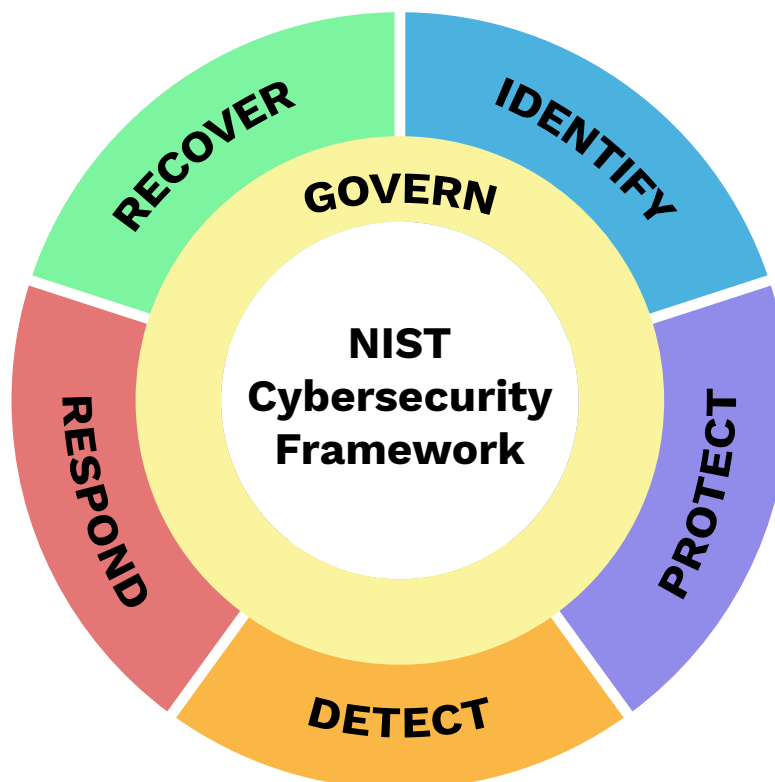 NIST
Cybersecurity
Framework
GOVERN
IDENTIFY
PROTECT
DETECT
RESPOND
RECOVER